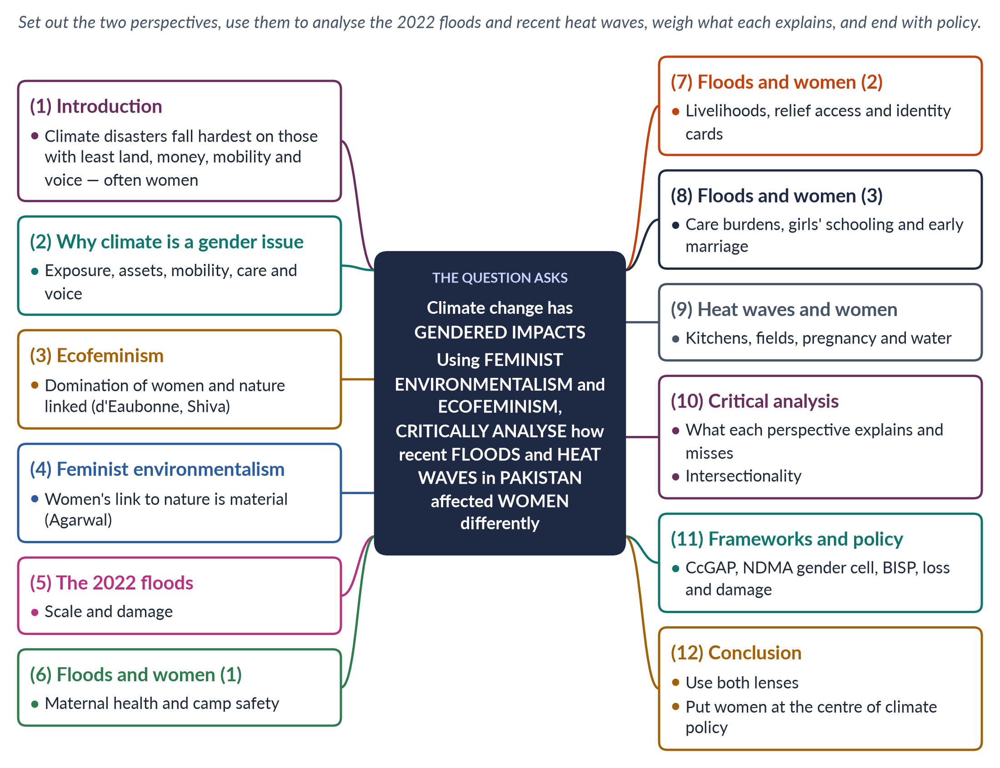 Set out the two perspectives, use them to analyse the 2022 floods and recent heat waves, weigh what each explains, and end with policy.
(1) Introduction
• Climate disasters fall hardest on those
with least land, money, mobility and
voice — often women
(2) Why climate is a gender issue
• Exposure, assets, mobility, care and
voice
(3) Ecofeminism
• Domination of women and nature
linked (d'Eaubonne, Shiva)
(4) Feminist environmentalism
• Women's link to nature is material
(Agarwal)
(5) The 2022 floods
• Scale and damage
(6) Floods and women (1)
• Maternal health and camp safety
THE QUESTION ASKS
Climate change has
GENDERED IMPACTS
Using FEMINIST
ENVIRONMENTALISM and
ECOFEMINISM,
CRITICALLY ANALYSE how
recent FLOODS and HEAT
WAVES in PAKISTAN
affected WOMEN
differently
(7) Floods and women (2)
• Livelihoods, relief access and identity
cards
(8) Floods and women (3)
• Care burdens, girls' schooling and early
marriage
(9) Heat waves and women
• Kitchens, fields, pregnancy and water
(10) Critical analysis
• What each perspective explains and
misses
• Intersectionality
(11) Frameworks and policy
• CcGAP, NDMA gender cell, BISP, loss
and damage
(12) Conclusion
• Use both lenses
• Put women at the centre of climate
policy